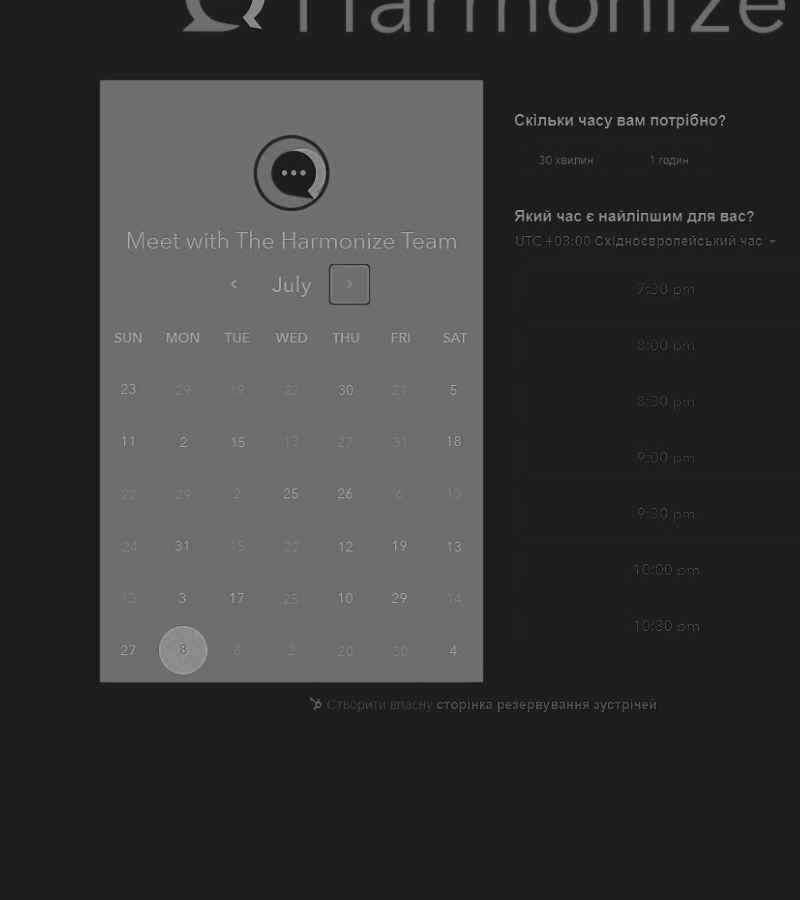 Harmonize
Скільки часу вам потрібно?
30 хвилин 1 годин
Meet with The Harmonize Team
Який час є найліпшим для вас?
UTC +03:00 Східноєвропейський час
July
SUN MON TUE WED THU FRI SAT
23 29 19 22 30 21 5
11 2 15 13 27 31 18
22 29 2 25 26 6 13
24 31 15 22 12 19 13
13 3 17 25 10 29 14
27 8 8 2 20 30 4
7:30 pm
8:00 pm
8:30 pm
9:00 pm
9:30 pm
10:00 pm
10:30 pm
Створити власну сторінка резервування зустрічей